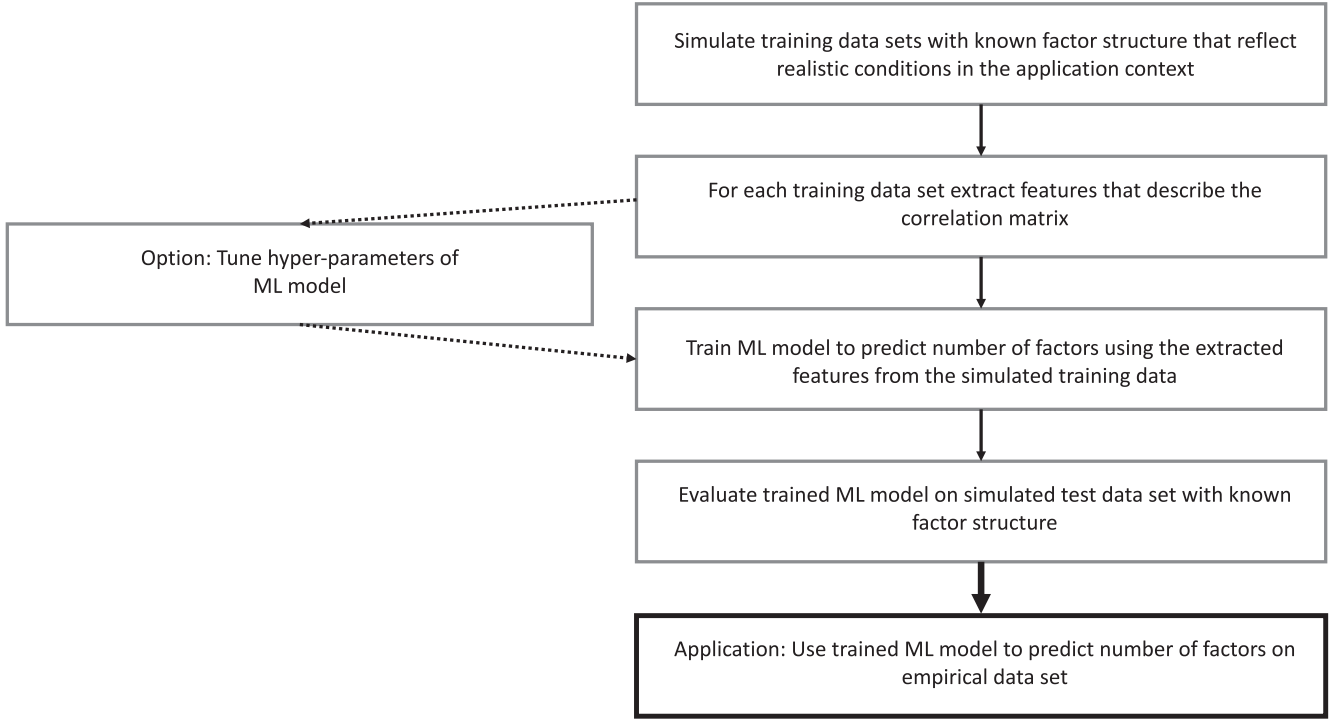 Simulate training data sets with known factor structure that reflect
realistic conditions in the application context
For each training data set extract features that describe the
correlation matrix
Option: Tune hyper-parameters of
ML model
Train ML model to predict number of factors using the extracted
features from the simulated training data
Evaluate trained ML model on simulated test data set with known
factor structure
Application: Use trained ML model to predict number of factors on
empirical data set